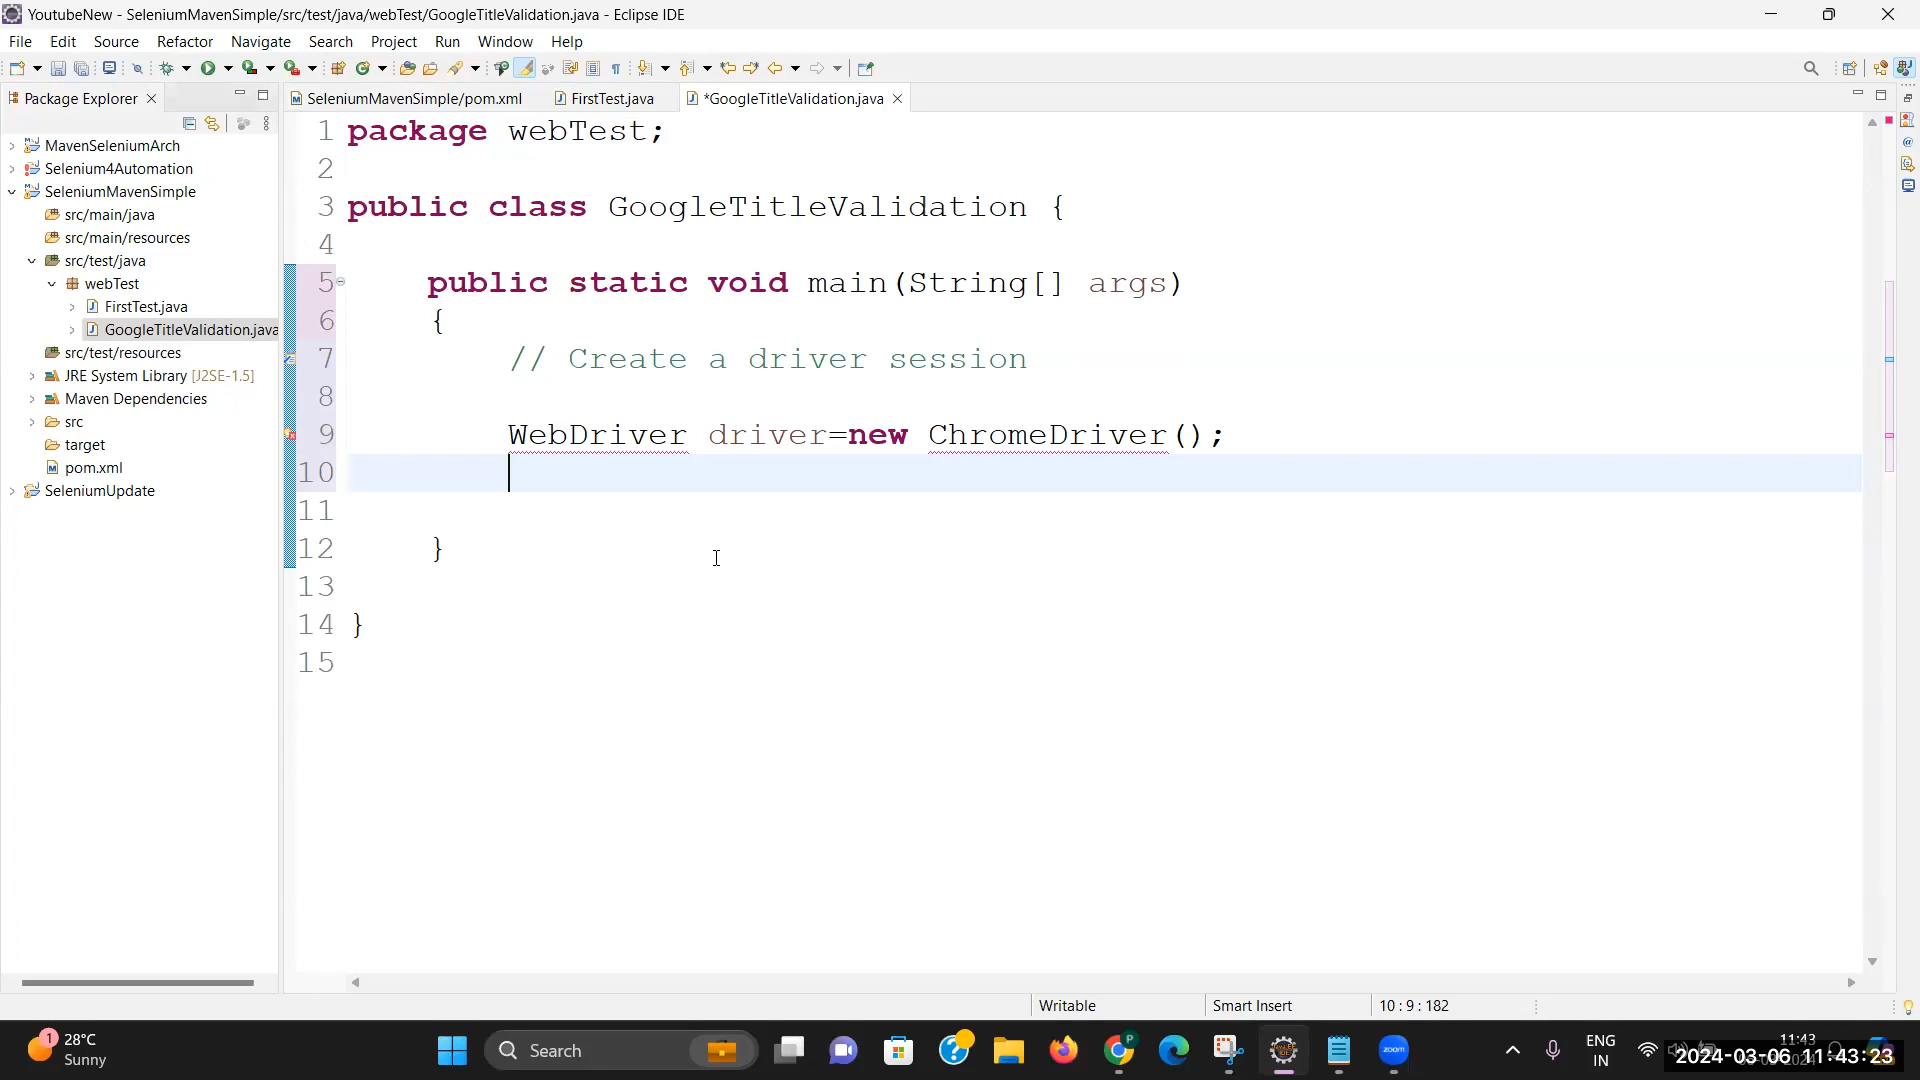 YoutubeNew - SeleniumMavenSimple/src/test/java/webTest/GoogleTitleValidation.java - Eclipse IDE
File Edit Source Refactor Navigate Search Project Run Window Help
Package Explorer
SeleniumMavenSimple/pom.xml
FirstTest.java
*GoogleTitleValidation.java
MavenSeleniumArch
Selenium4Automation
SeleniumMavenSimple
src/main/java
src/main/resources
src/test/java
webTest
FirstTest.java
GoogleTitleValidation.java
src/test/resources
JRE System Library [J2SE-1.5]
Maven Dependencies
src
target
pom.xml
SeleniumUpdate
1 package webTest;
2
3 public class GoogleTitleValidation {
4
5 public static void main(String[] args)
6 {
7 // Create a driver session
8
9 WebDriver driver=new ChromeDriver();
10
11
12 }
13
14 }
15
Writable
Smart Insert
10 : 9 : 182
1
28°C
Sunny
Search
P
zoom
ENG
IN
11:43
2024-03-06 11:43:23